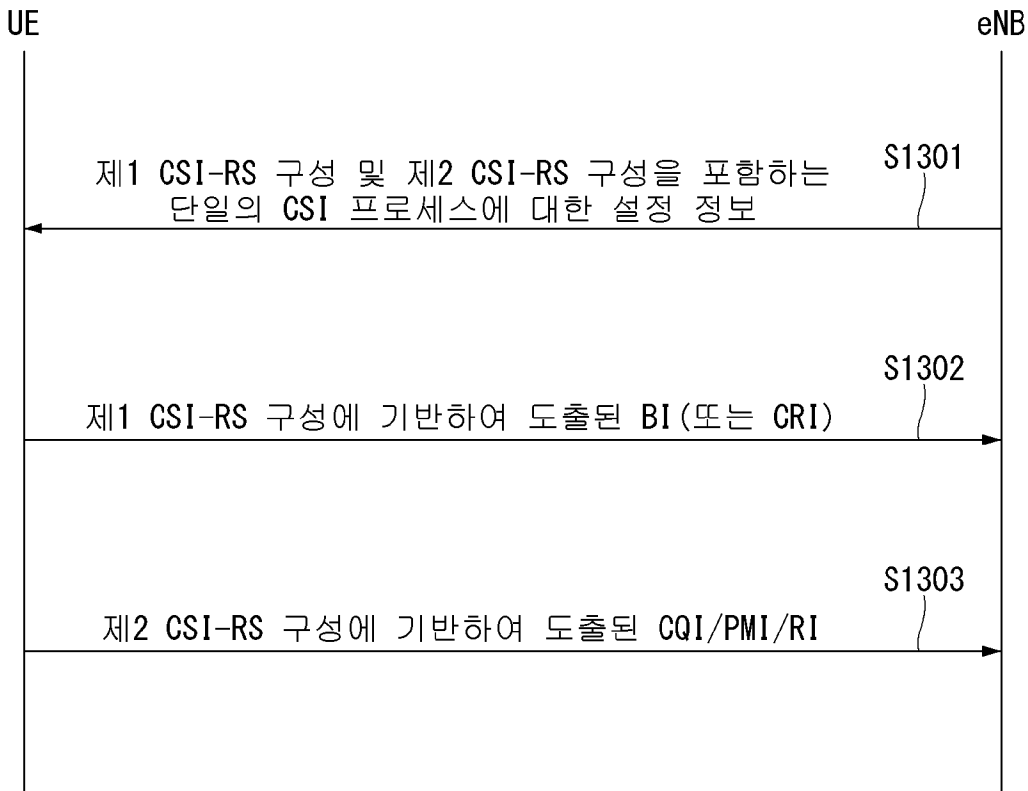 UE
eNB
S1301
제1 CSI-RS 구성 및 제2 CSI-RS 구성을 포함하는
단일의 CSI 프로세스에 대한 설정 정보
S1302
제1 CSI-RS 구성에 기반하여 도출된 BI(또는 CRI)
S1303
제2 CSI-RS 구성에 기반하여 도출된 CQI/PMI/RI